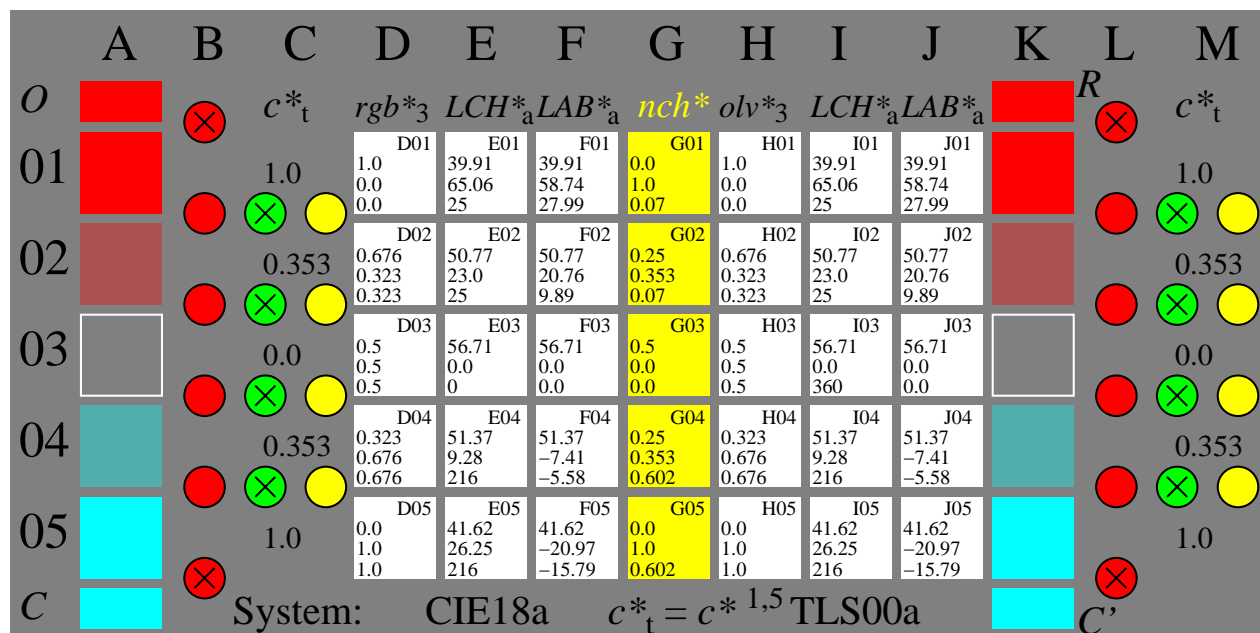 A B C D E F G H I J K L M
O c*t rgb*3 LCH*a LAB*a nch* olv*3 LCH*a LAB*a R c*t
01 1.0 D01 E01 F01 G01 H01 I01 J01 1.0
1.0 39.91 39.91 0.0 1.0 39.91 39.91
0.0 65.06 58.74 1.0 0.0 65.06 58.74
0.0 25 27.99 0.07 0.0 25 27.99
02 0.353 D02 E02 F02 G02 H02 I02 J02 0.353
0.676 50.77 50.77 0.25 0.676 50.77 50.77
0.323 23.0 20.76 0.353 0.323 23.0 20.76
0.323 25 9.89 0.07 0.323 25 9.89
03 0.0 D03 E03 F03 G03 H03 I03 J03 0.0
0.5 56.71 56.71 0.5 0.5 56.71 56.71
0.5 0.0 0.0 0.0 0.5 0.0 0.0
0.5 0 0.0 0.0 0.5 360 0.0
04 0.353 D04 E04 F04 G04 H04 I04 J04 0.353
0.323 51.37 51.37 0.25 0.323 51.37 51.37
0.676 9.28 −7.41 0.353 0.676 9.28 −7.41
0.676 216 −5.58 0.602 0.676 216 −5.58
05 1.0 D05 E05 F05 G05 H05 I05 J05 1.0
0.0 41.62 41.62 0.0 0.0 41.62 41.62
1.0 26.25 −20.97 1.0 1.0 26.25 −20.97
1.0 216 −15.79 0.602 1.0 216 −15.79
C System: CIE18a c*t = c* 1,5 TLS00a C'